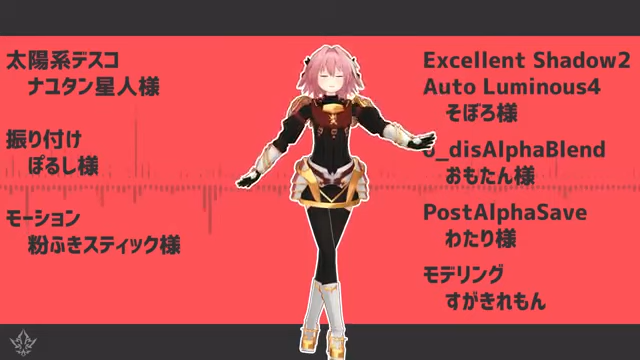 太陽系デスコ
ナユタン星人様
振り付け
ぽるし様
モーション
粉ふきスティック様
Excellent Shadow2
Auto Luminous4
そぼろ様
o_disAlphaBlend
おもたん様
PostAlphaSave
わたり様
モデリング
すがきれもん